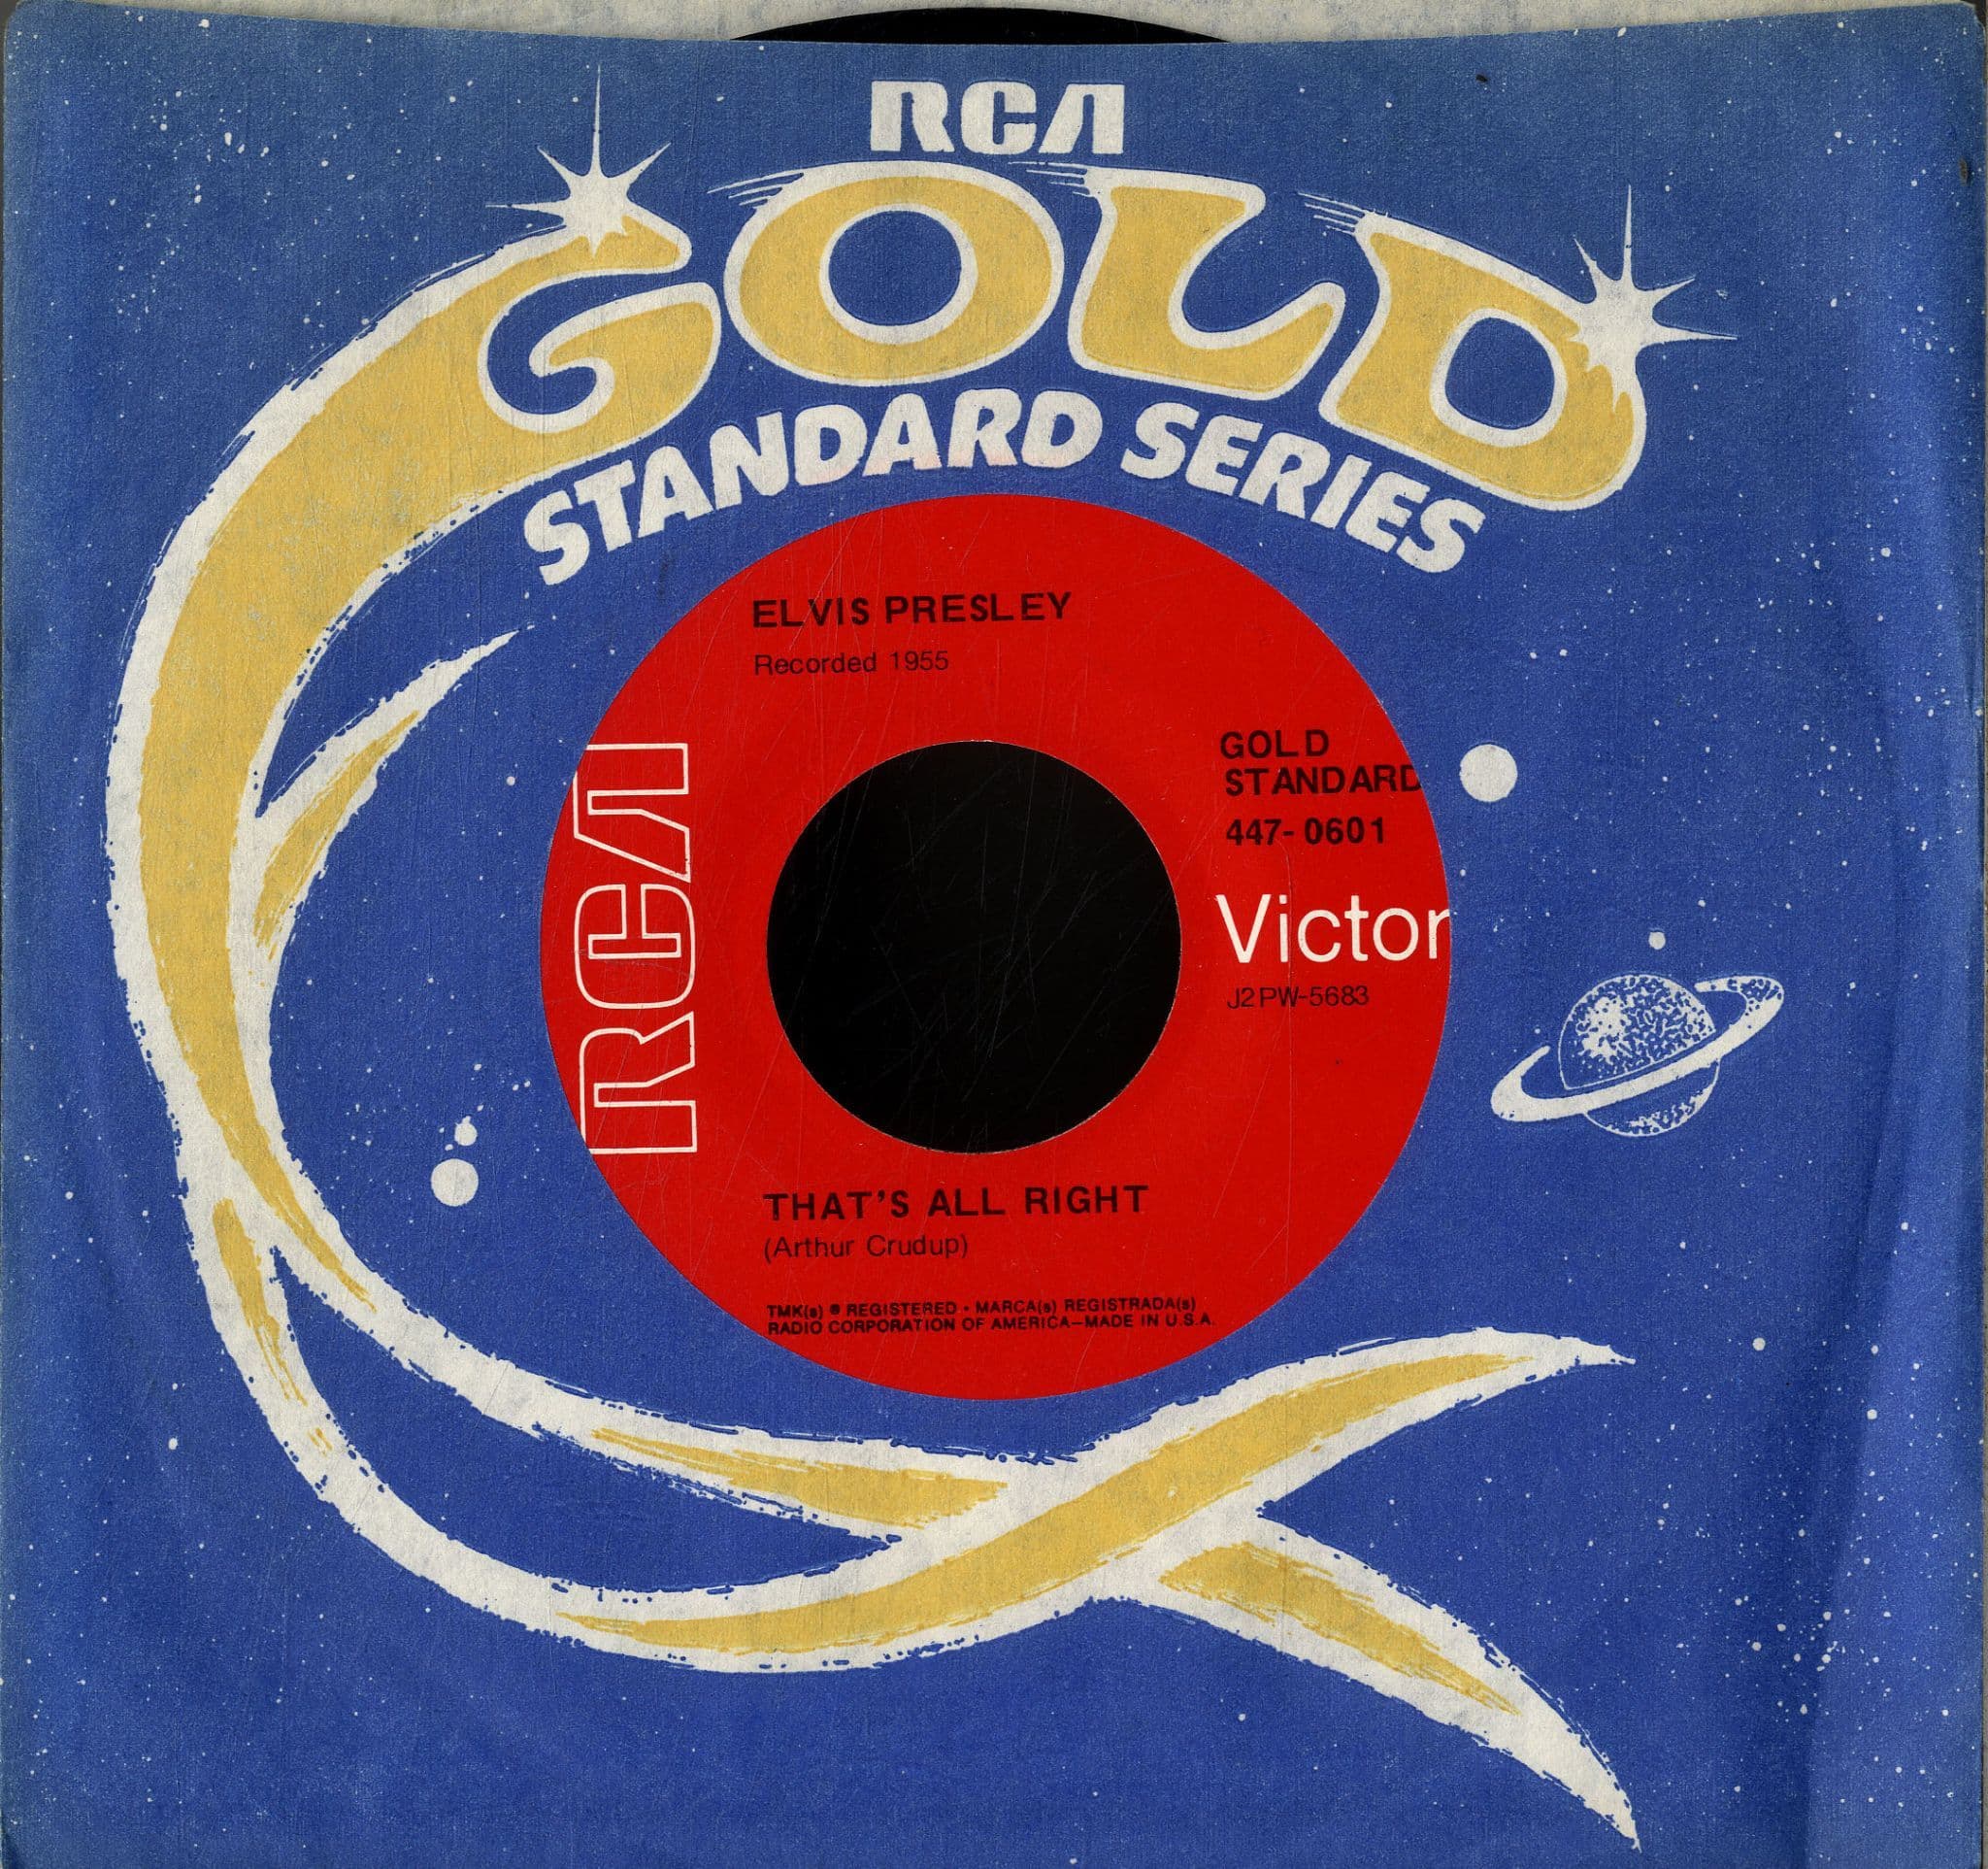 RCA
GOLD
STANDARD SERIES
ELVIS PRESLEY
Recorded 1955
GOLD
STANDARD
447-0601
RCA
Victor
J2PW-5683
THAT'S ALL RIGHT
(Arthur Crudup)
TMK(s) ® REGISTERED • MARCA(s) REGISTRADA(s)
RADIO CORPORATION OF AMERICA—MADE IN U.S.A.